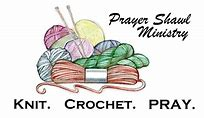 Prayer Shawl
Ministry
KNIT. CROCHET. PRAY.